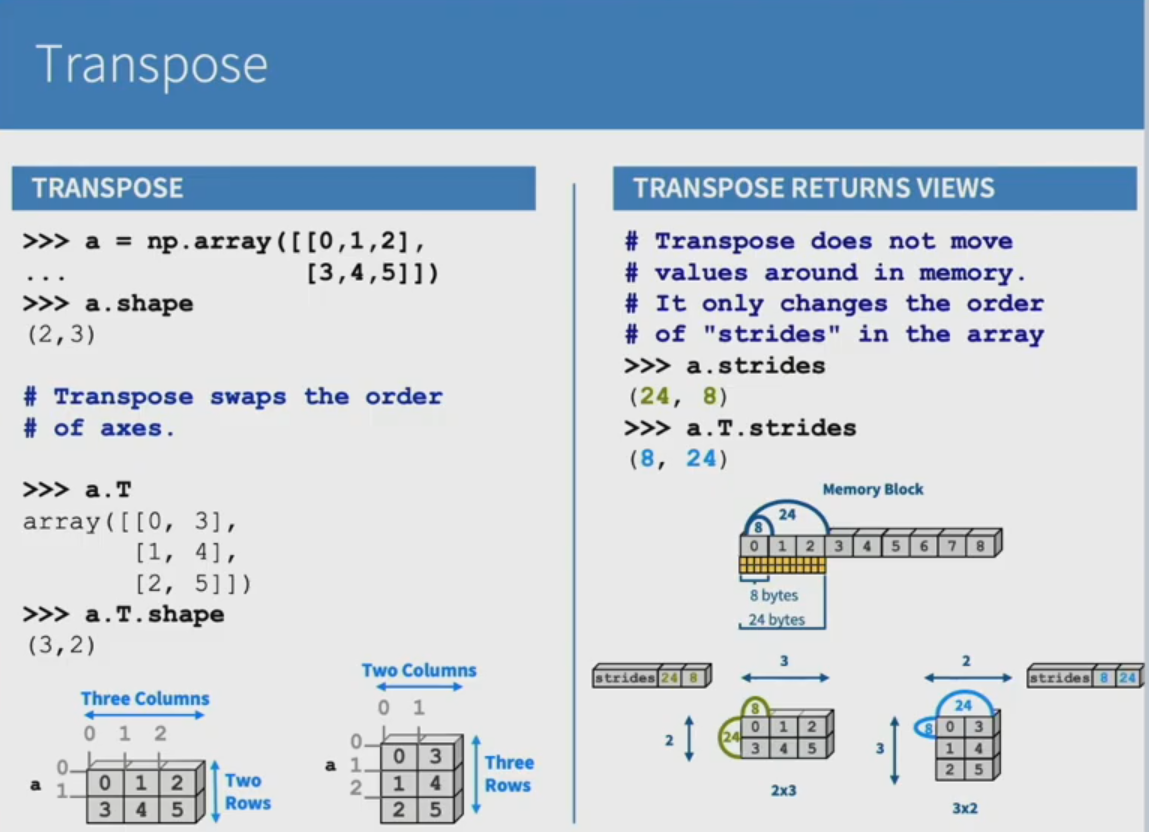 Transpose
TRANSPOSE
>>> a = np.array([[0,1,2],
...               [3,4,5]])
>>> a.shape
(2,3)
# Transpose swaps the order
# of axes.
>>> a.T
array([[0, 3],
       [1, 4],
       [2, 5]])
>>> a.T.shape
(3,2)
Three Columns
0 1 2
0
1
a
0 1 2
3 4 5
Two
Rows
Two Columns
0 1
0
1
2
a
0 3
1 4
2 5
Three
Rows
TRANSPOSE RETURNS VIEWS
# Transpose does not move
# values around in memory.
# It only changes the order
# of "strides" in the array
>>> a.strides
(24, 8)
>>> a.T.strides
(8, 24)
Memory Block
24
8
0 1 2 3 4 5 6 7 8
8 bytes
24 bytes
strides 24 8
3
2
8
24
0 1 2
3 4 5
2x3
2
strides 8 24
3
24
8
0 3
1 4
2 5
3x2